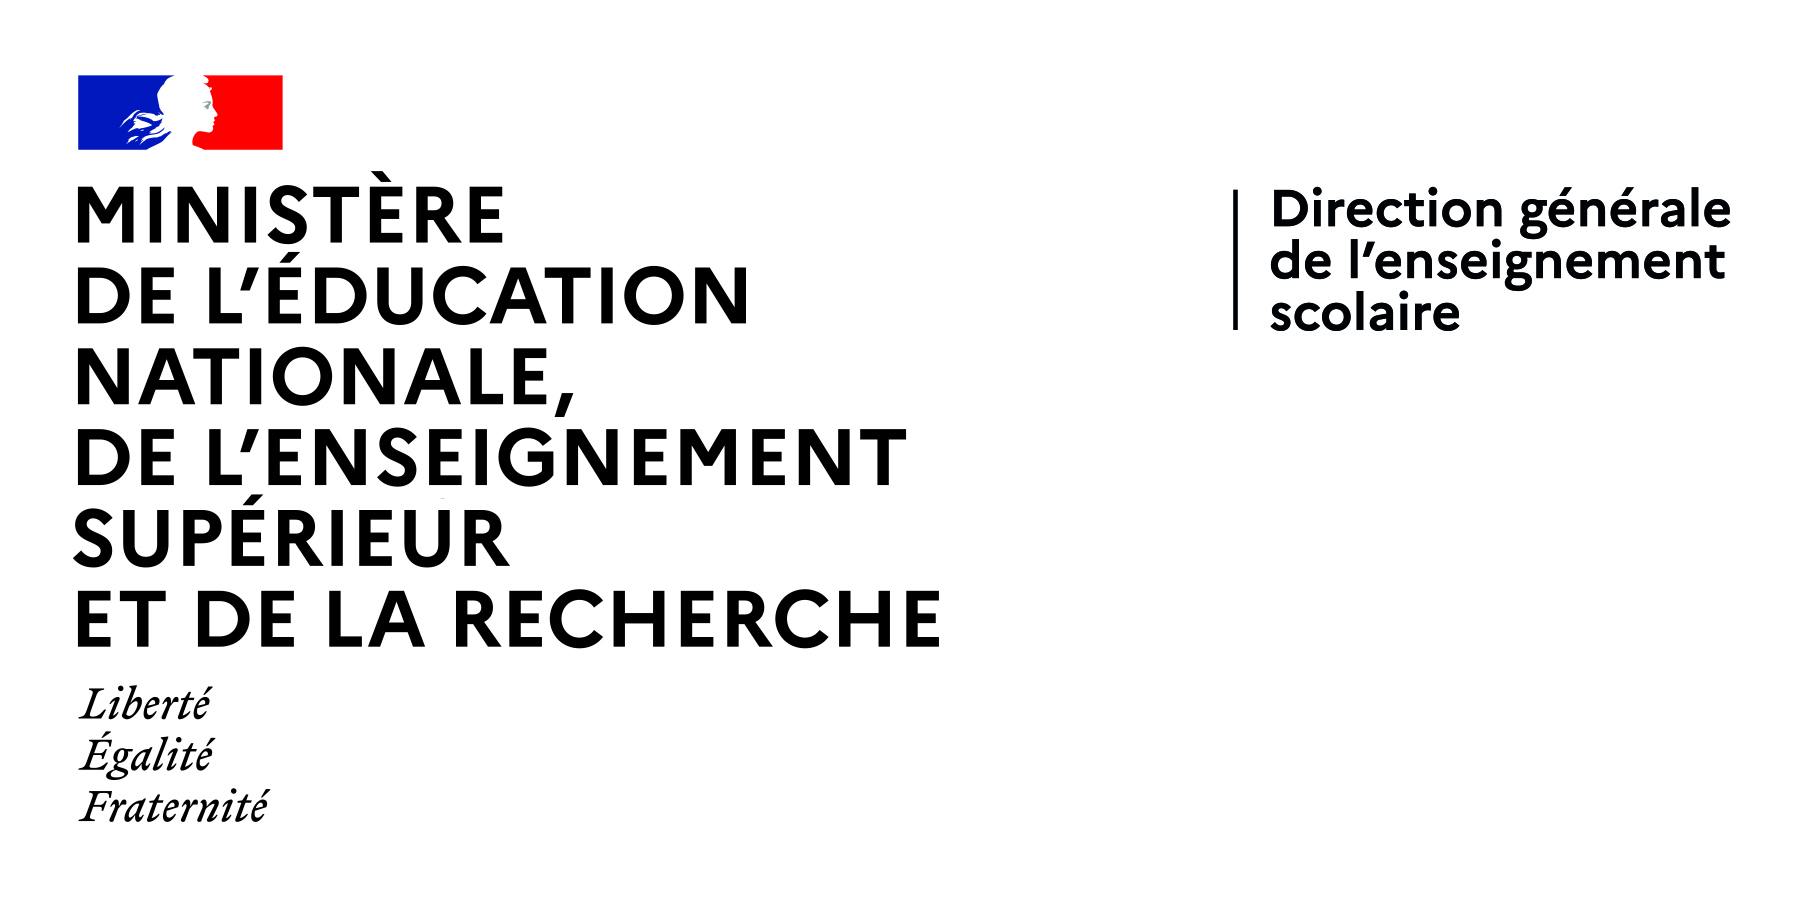 MINISTÈRE
DE L’ÉDUCATION
NATIONALE,
DE L’ENSEIGNEMENT
SUPÉRIEUR
ET DE LA RECHERCHE
Liberté
Égalité
Fraternité
Direction générale
de l’enseignement
scolaire